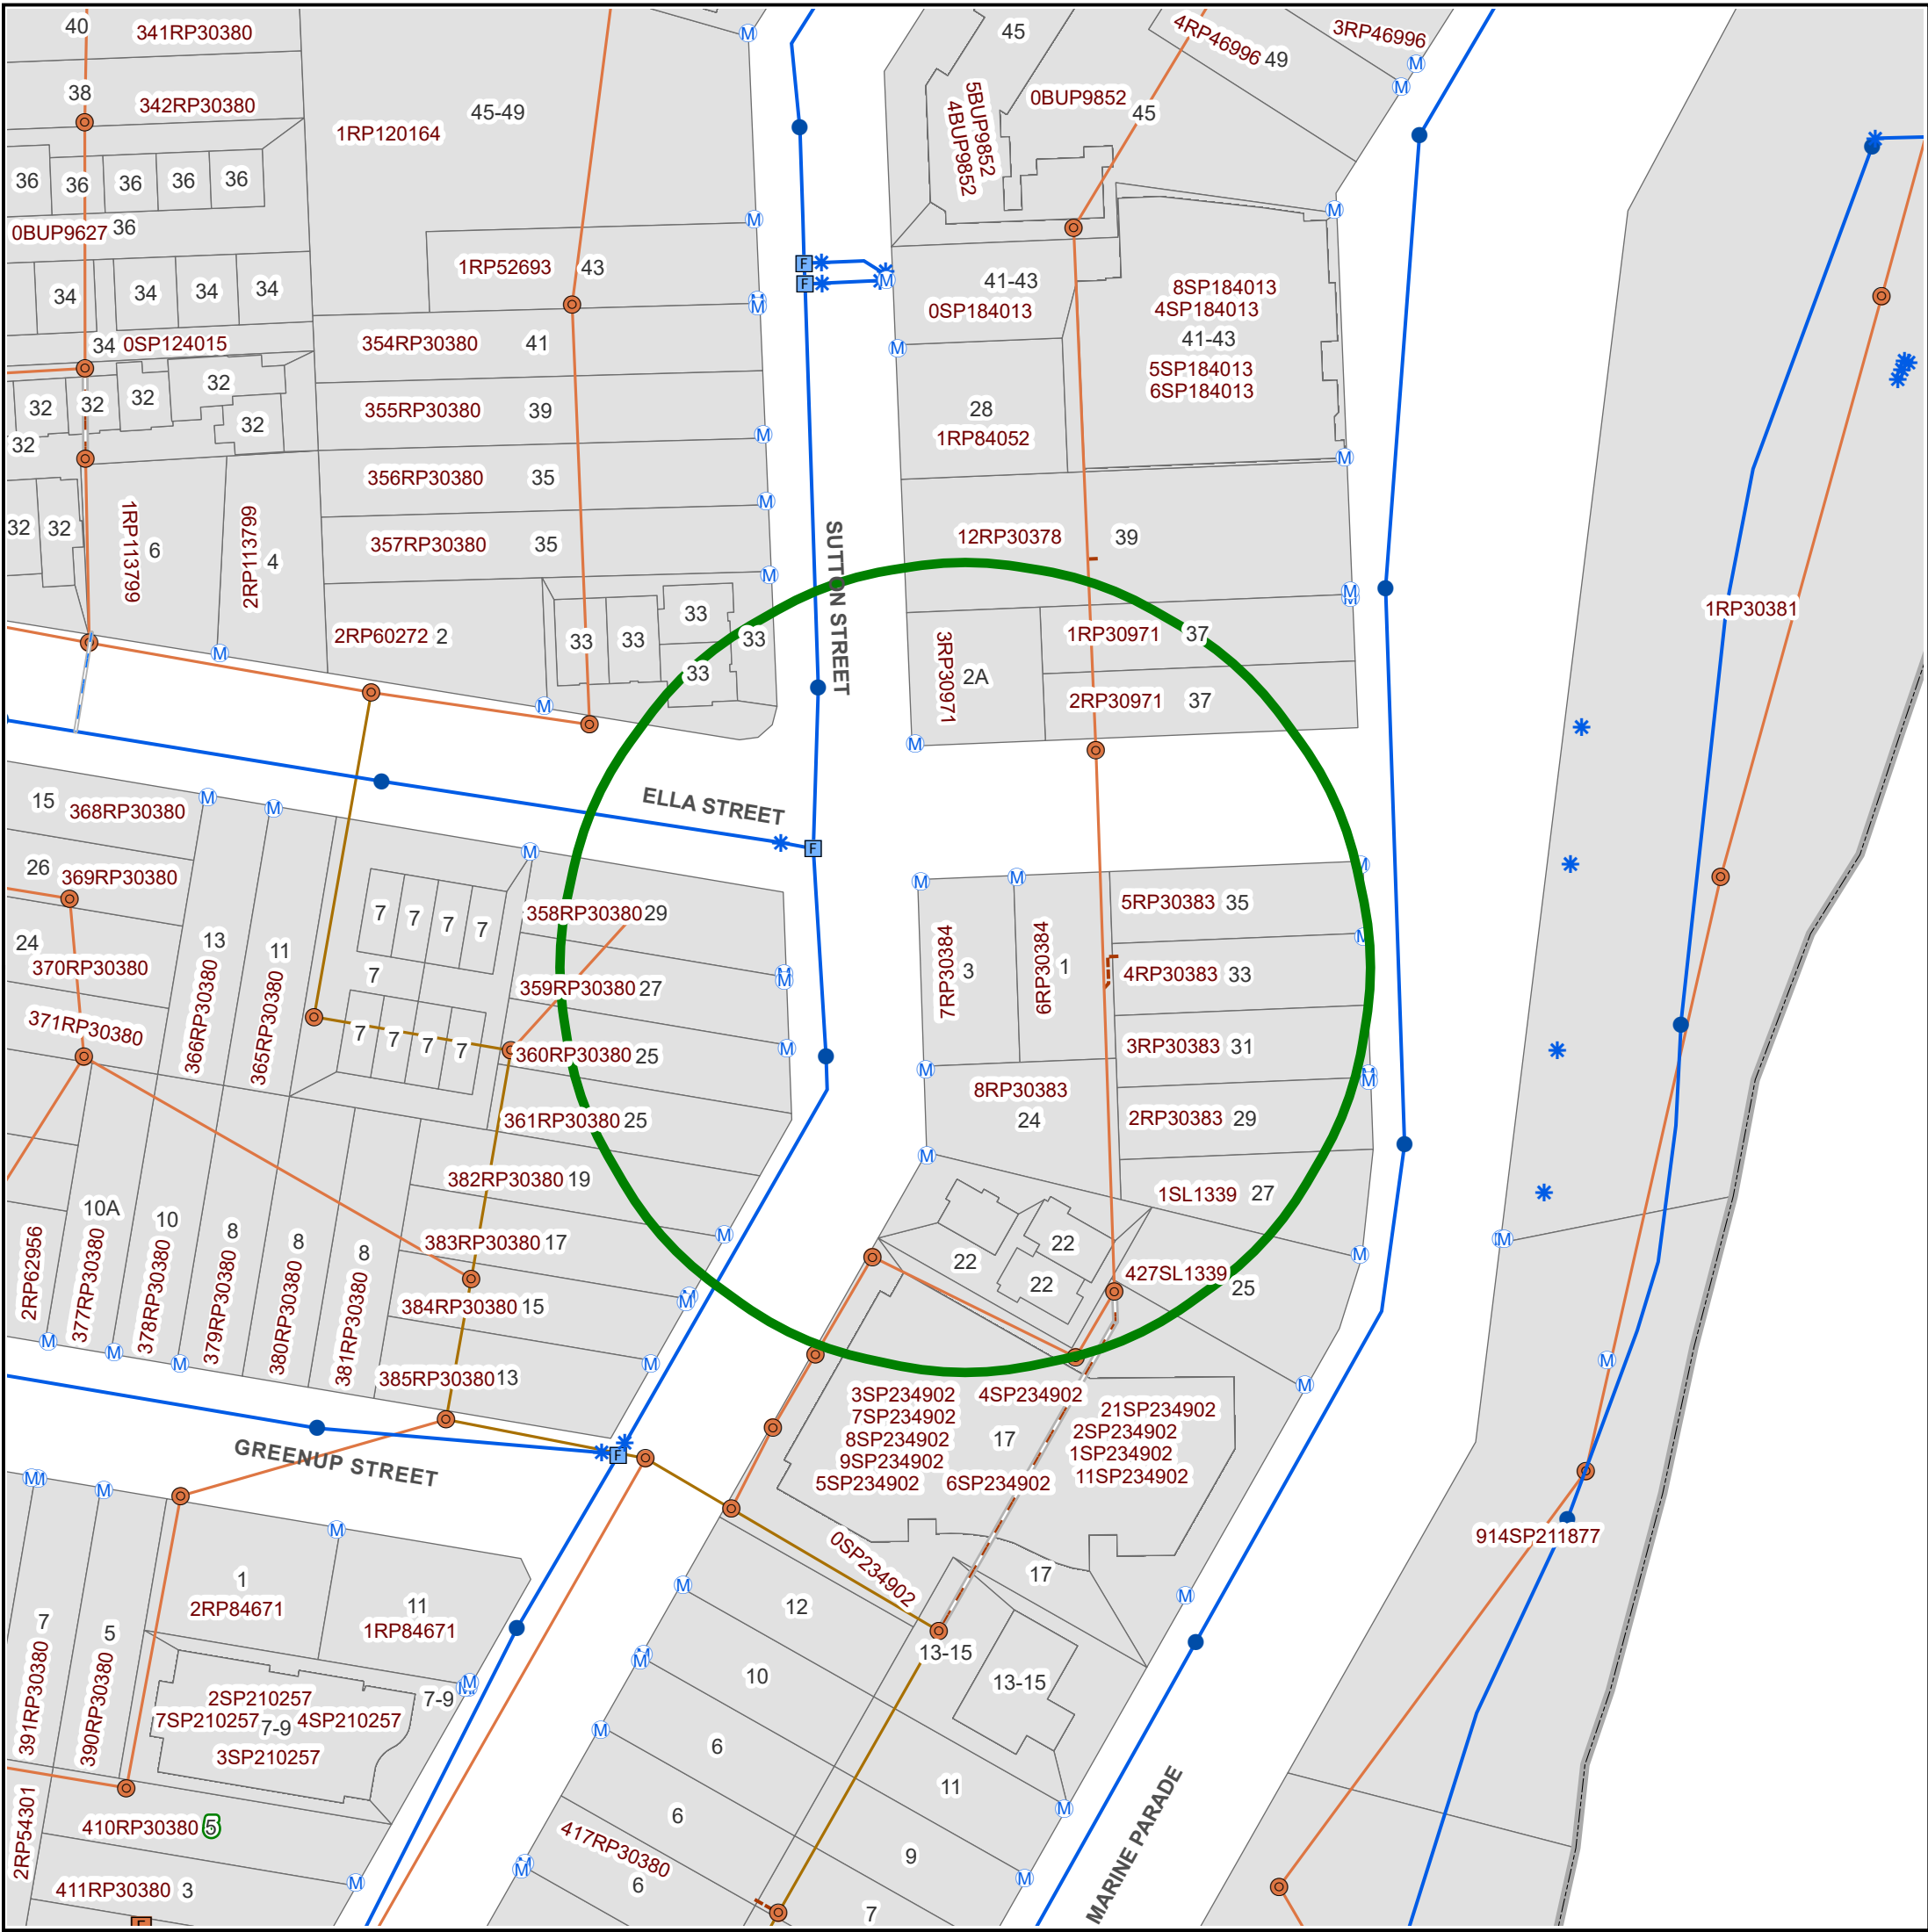 40
341RP30380
38
342RP30380
45-49
1RP120164
36
36
36
36
36
0BUP9627
36
34
34
34
34
34
0SP124015
32
32
32
32
32
32
32
32
1RP113799
6
2RP113799
4
1RP52693
43
354RP30380
41
355RP30380
39
356RP30380
35
357RP30380
35
2RP60272 2
33
33
33
33
33
SUTTON STREET
45
5BUP9852
4BUP9852
0BUP9852
45
4RP46996 49
3RP46996
41-43
0SP184013
8SP184013
4SP184013
41-43
5SP184013
6SP184013
28
1RP84052
12RP30378
39
3RP30971
2A
1RP30971
37
2RP30971
37
1RP30381
ELLA STREET
15
368RP30380
26
369RP30380
24
370RP30380
371RP30380
13
366RP30380
11
365RP30380
7
7
7
7
7
7
7
7
7
358RP30380 29
359RP30380 27
360RP30380 25
361RP30380 25
382RP30380 19
383RP30380 17
384RP30380 15
385RP30380 13
7RP30384
3
6RP30384
1
5RP30383 35
4RP30383 33
3RP30383 31
8RP30383
24
2RP30383 29
1SL1339 27
22
22
22
427SL1339
25
2RP62956
10A
377RP30380
10
378RP30380
8
379RP30380
8
380RP30380
8
381RP30380
GREENUP STREET
3SP234902
4SP234902
7SP234902
21SP234902
8SP234902
17
2SP234902
9SP234902
1SP234902
5SP234902
6SP234902
11SP234902
0SP234902
17
914SP211877
1
2RP84671
11
1RP84671
7
391RP30380
5
390RP30380
2SP210257
7SP210257 7-9 4SP210257
3SP210257
7-9
12
10
6
6
417RP30380
6
13-15
13-15
11
9
7
MARINE PARADE
2RP54301
410RP30380 5
411RP30380 3